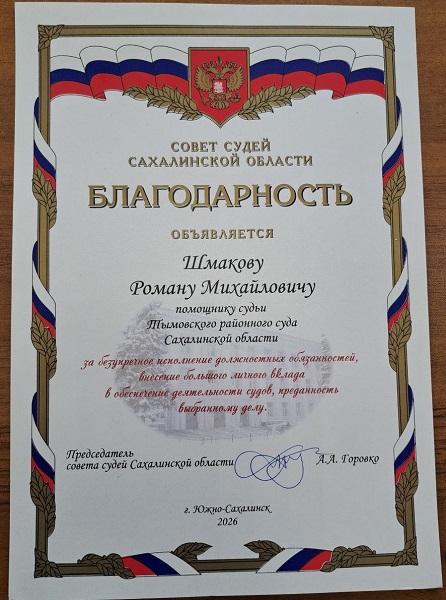 СОВЕТ СУДЕЙ
САХАЛИНСКОЙ ОБЛАСТИ
БЛАГОДАРНОСТЬ
ОБЪЯВЛЯЕТСЯ
Шмакову
Роману Михайловичу
помощнику судьи
Тымовского районного суда
Сахалинской области
за безупречное исполнение должностных обязанностей,
внесение большого личного вклада
в обеспечение деятельности судов, преданность
выбранному делу.
Председатель
совета судей Сахалинской области А.А. Горовко
г. Южно-Сахалинск
2026